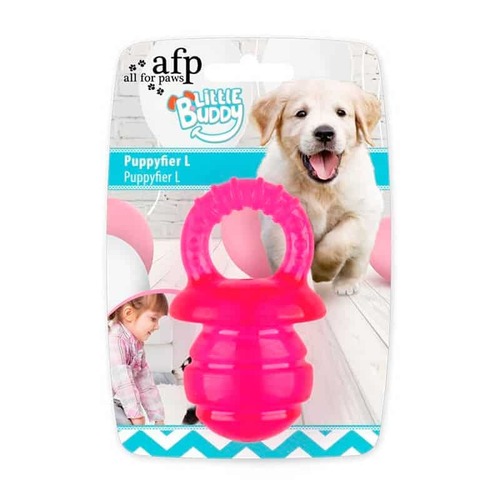 afp
all for paws
Little
Buddy
Puppyfier L
Puppyfier L